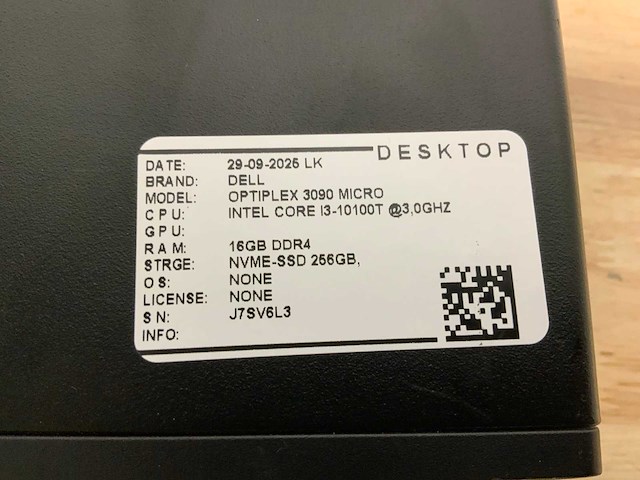 DESKTOP
DATE: 29-09-2025 LK
BRAND: DELL
MODEL: OPTIPLEX 3090 MICRO
CPU: INTEL CORE I3-10100T @3,0GHZ
GPU:
RAM: 16GB DDR4
STRGE: NVME-SSD 256GB,
OS: NONE
LICENSE: NONE
SN: J7SV6L3
INFO: